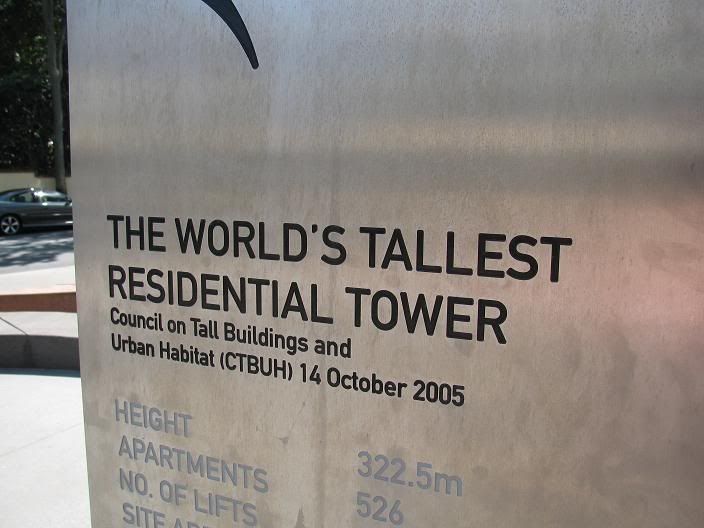 THE WORLD'S TALLEST
RESIDENTIAL TOWER
Council on Tall Buildings and
Urban Habitat (CTBUH) 14 October 2005
HEIGHT 322.5m
APARTMENTS 526
NO. OF LIFTS
SITE